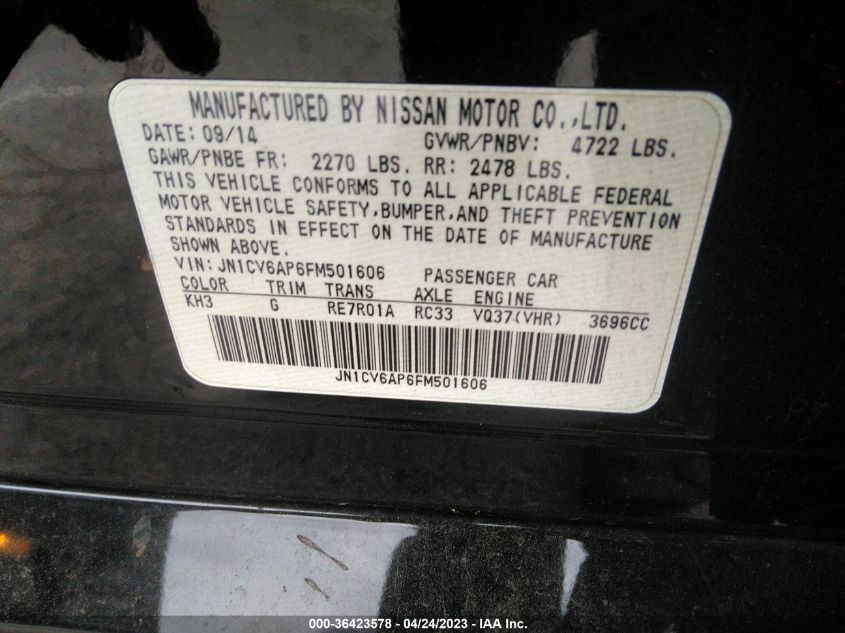 MANUFACTURED BY NISSAN MOTOR CO.,LTD.
DATE: 09/14 GVWR/PNBV: 4722 LBS.
GAWR/PNBE FR: 2270 LBS. RR: 2478 LBS.
THIS VEHICLE CONFORMS TO ALL APPLICABLE FEDERAL
MOTOR VEHICLE SAFETY,BUMPER,AND THEFT PREVENTION
STANDARDS IN EFFECT ON THE DATE OF MANUFACTURE
SHOWN ABOVE.
VIN: JN1CV6AP6FM501606 PASSENGER CAR
COLOR TRIM TRANS AXLE ENGINE
KH3 G RE7R01A RC33 VQ37(VHR) 3696CC
JN1CV6AP6FM501606
000-36423578 - 04/24/2023 - IAA Inc.